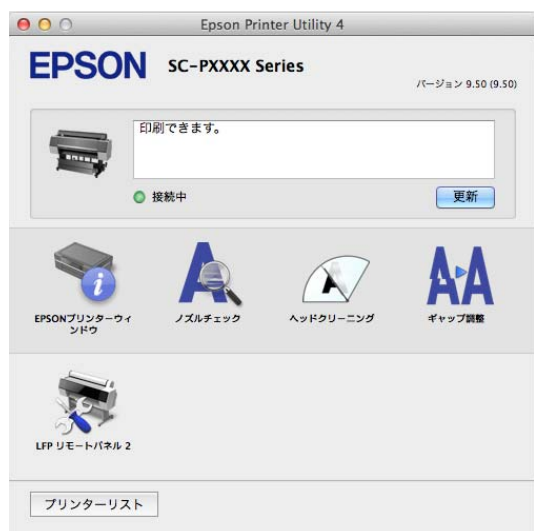 Epson Printer Utility 4
EPSON SC-PXXXX Series
バージョン 9.50 (9.50)
印刷できます。
接続中
更新
EPSONプリンターウィ
ンドウ
ノズルチェック
ヘッドクリーニング
ギャップ調整
LFP リモートパネル 2
プリンターリスト